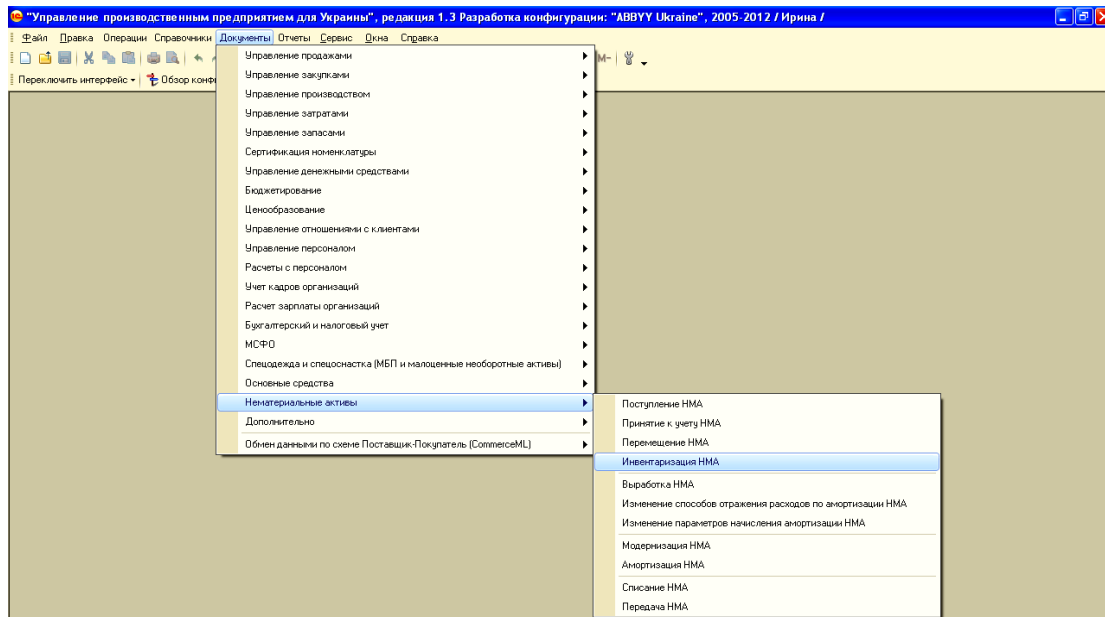 "Управление производственным предприятием для Украины", редакция 1.3 Разработка конфигурации: "ABBYY Ukraine", 2005-2012 / Ирина /
Файл Правка Операции Справочники Документы Отчеты Сервис Окна Справка
M-
Переключить интерфейс Обзор конф
Управление продажами
Управление закупками
Управление производством
Управление затратами
Управление запасами
Сертификация номенклатуры
Управление денежными средствами
Бюджетирование
Ценообразование
Управление отношениями с клиентами
Управление персоналом
Расчеты с персоналом
Учет кадров организаций
Расчет зарплаты организаций
Бухгалтерский и налоговый учет
МСФО
Спецодежда и спецоснастка (МБП и малоценные необоротные активы)
Основные средства
Нематериальные активы
Дополнительно
Обмен данными по схеме Поставщик-Покупатель (CommerceML)
Поступление НМА
Принятие к учету НМА
Перемещение НМА
Инвентаризация НМА
Выработка НМА
Изменение способов отражения расходов по амортизации НМА
Изменение параметров начисления амортизации НМА
Модернизация НМА
Амортизация НМА
Списание НМА
Передача НМА